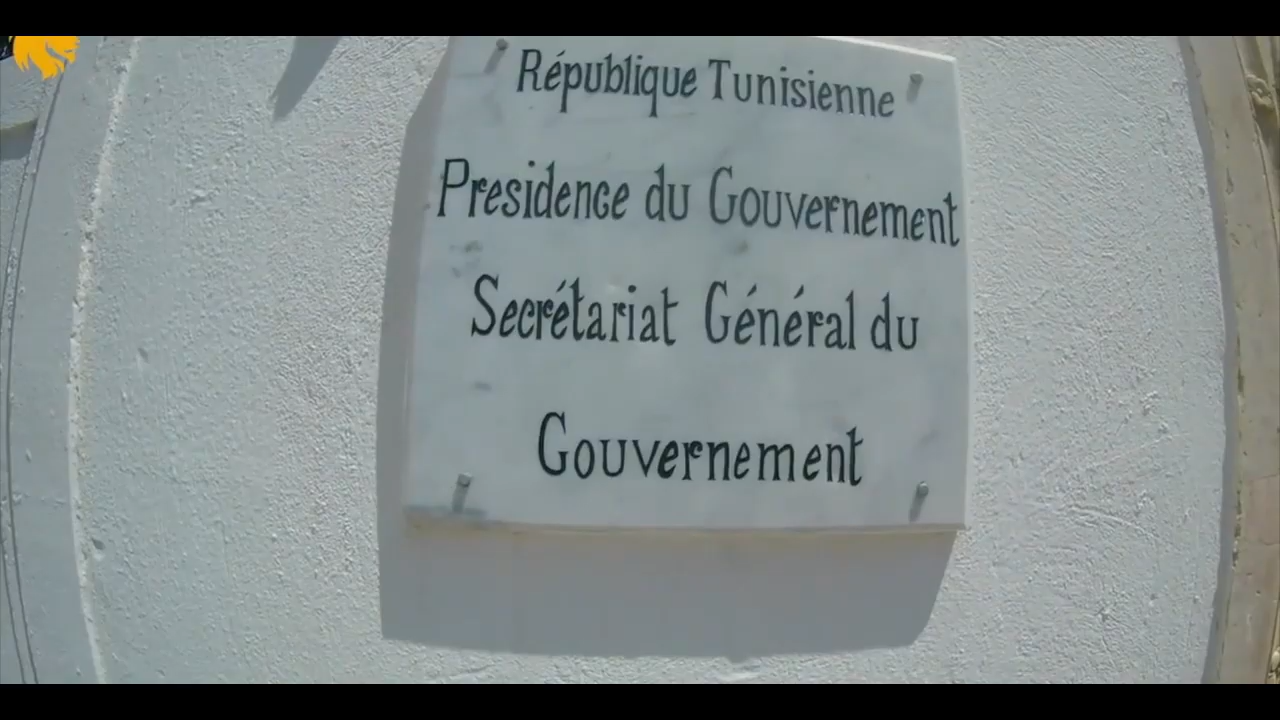 République Tunisienne
Presidence du Gouvernement
Secrétariat Général du
Gouvernement